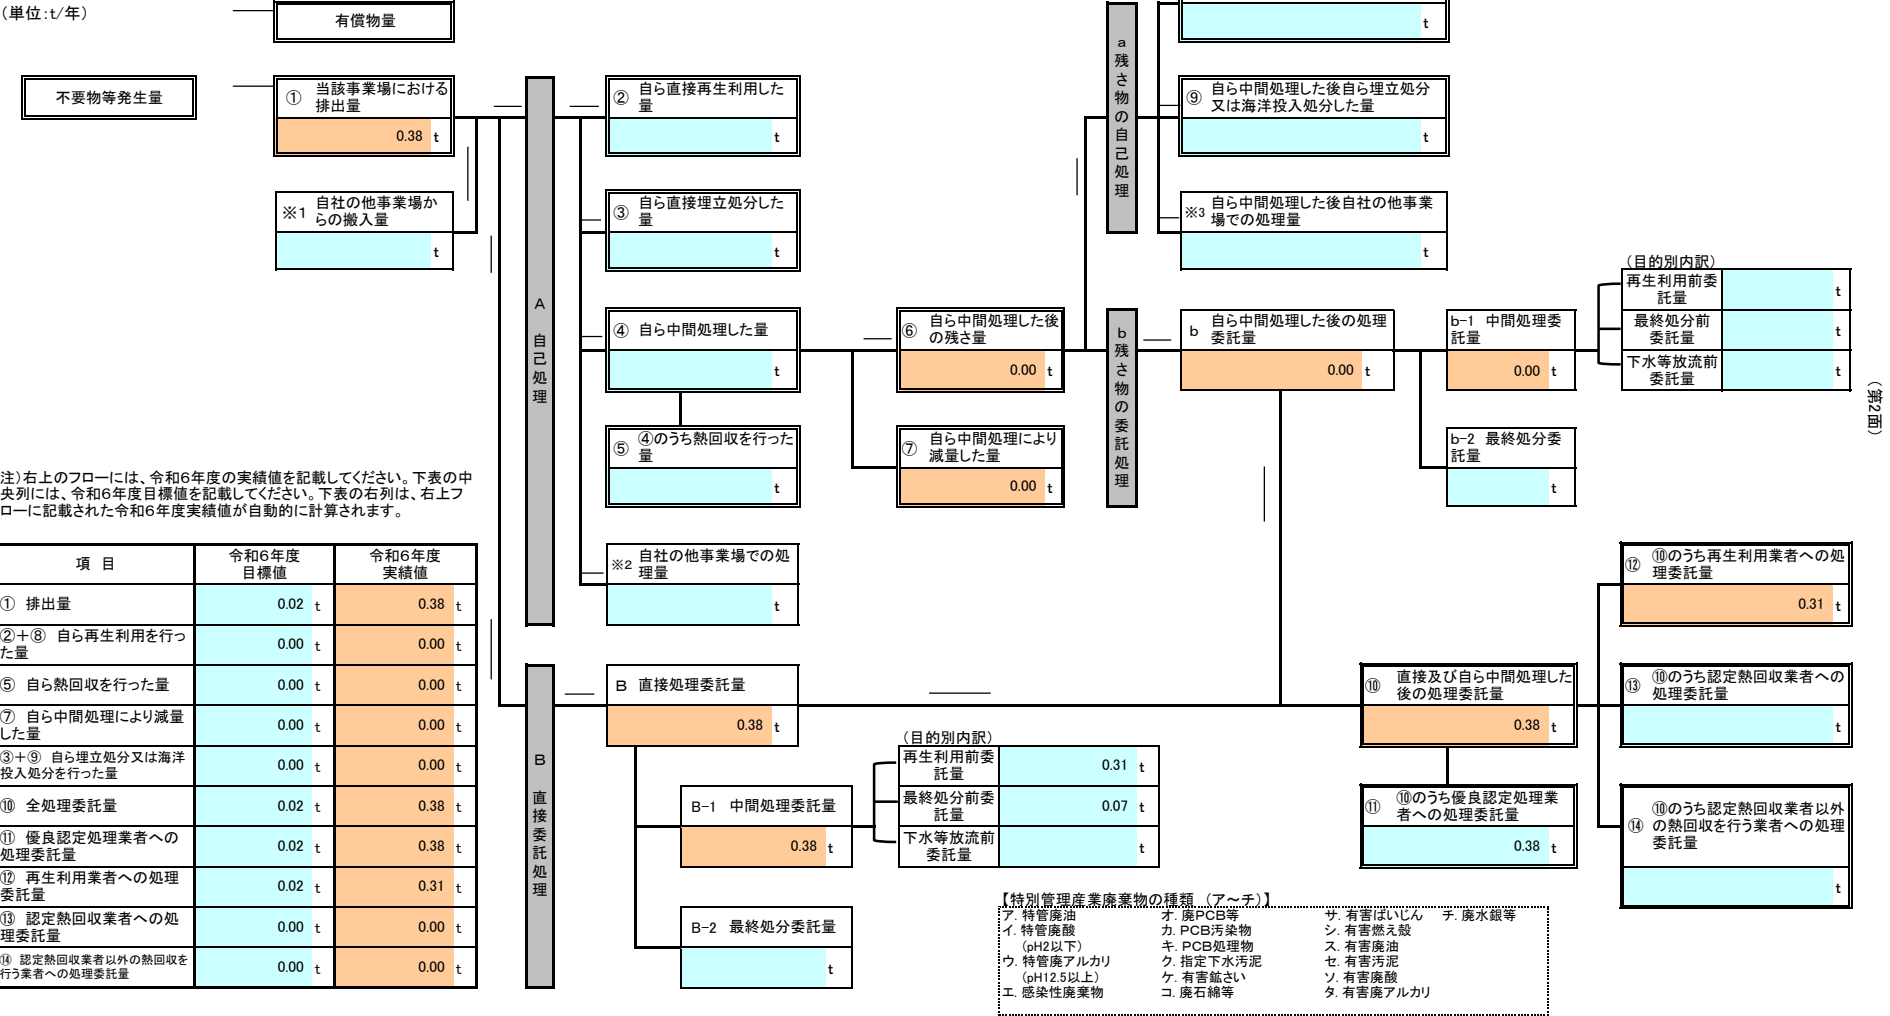 （単位：t/年）
有償物量
t
不要物等発生量
① 当該事業場における
排出量
0.38 t
※1 自社の他事業場か
らの搬入量
t
A 自己処理
② 自ら直接再生利用した
量
t
③ 自ら直接埋立処分した
量
t
④ 自ら中間処理した量
t
⑤ ④のうち熱回収を行った
量
t
※2 自社の他事業場での処
理量
t
⑥ 自ら中間処理した後
の残さ量
0.00 t
⑦ 自ら中間処理により
減量した量
0.00 t
a 残さ物の自己処理
⑨ 自ら中間処理した後自ら埋立処分
又は海洋投入処分した量
t
※3 自ら中間処理した後自社の他事業
場での処理量
t
b 残さ物の委託処理
b 自ら中間処理した後の処理
委託量
0.00 t
b-1 中間処理委
託量
0.00 t
b-2 最終処分委
託量
t
（目的別内訳）
再生利用前委
託量
t
最終処分前
委託量
t
下水等放流前
委託量
t
（第2面）
注）右上のフローには、令和6年度の実績値を記載してください。下表の中
央列には、令和6年度目標値を記載してください。下表の右列は、右上フ
ローに記載された令和6年度実績値が自動的に計算されます。
項 目 令和6年度
目標値 令和6年度
実績値
① 排出量 0.02 t 0.38 t
②＋⑧ 自ら再生利用を行っ
た量 0.00 t 0.00 t
⑤ 自ら熱回収を行った量 0.00 t 0.00 t
⑦ 自ら中間処理により減量
した量 0.00 t 0.00 t
③＋⑨ 自ら埋立処分又は海洋
投入処分を行った量 0.00 t 0.00 t
⑩ 全処理委託量 0.02 t 0.38 t
⑪ 優良認定処理業者への
処理委託量 0.02 t 0.38 t
⑫ 再生利用業者への処理
委託量 0.02 t 0.31 t
⑬ 認定熱回収業者への処
理委託量 0.00 t 0.00 t
⑭ 認定熱回収業者以外の熱回収を
行う業者への処理委託量 0.00 t 0.00 t
B 直接委託処理
B 直接処理委託量
0.38 t
B-1 中間処理委託量
0.38 t
B-2 最終処分委託量
t
（目的別内訳）
再生利用前委
託量
0.31 t
最終処分前委
託量
0.07 t
下水等放流前
委託量
t
⑩ 直接及び自ら中間処理した
後の処理委託量
0.38 t
⑪ ⑩のうち優良認定処理業
者への処理委託量
0.38 t
⑫ ⑩のうち再生利用業者への処
理委託量
0.31 t
⑬ ⑩のうち認定熱回収業者への
処理委託量
t
⑭ ⑩のうち認定熱回収業者以外
の熱回収を行う業者への処理
委託量
t
【特別管理産業廃棄物の種類 （ア～チ）】
ア. 特管廃油 オ. 廃PCB等 サ. 有害ばいじん チ. 廃水銀等
イ. 特管廃酸 カ. PCB汚染物 シ. 有害燃え殻
（pH2以下） キ. PCB処理物 ス. 有害廃油
ウ. 特管廃アルカリ ク. 指定下水汚泥 セ. 有害汚泥
（pH12.5以上） ケ. 有害鉱さい ソ. 有害廃酸
エ. 感染性廃棄物 コ. 廃石綿等 タ. 有害廃アルカリ